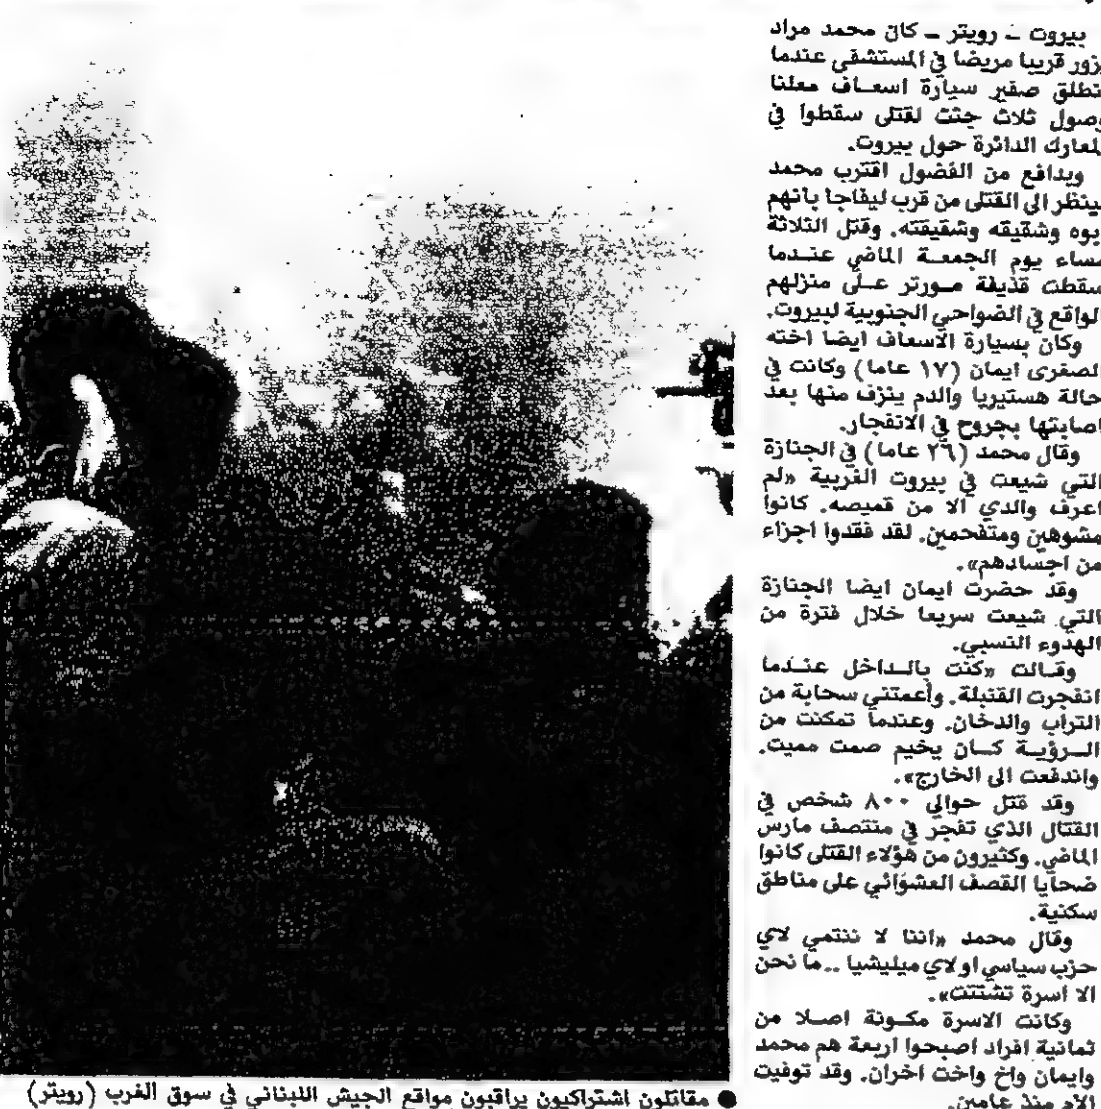 بيروت - رويتر - كان محمد مراد
يزور قريبا مريضا في المستشفى عندما
انطلق صفير سيارة اسعاف معلنا
وصول ثلاث جثث لقتلى سقطوا في
المعارك الدائرة حول بيروت.
وبدافع من الفضول اقترب محمد
لينظر الى القتلى من قرب ليفاجا بانهم
ابوه وشقيقه وشقيقته. وقتل الثلاثة
مساء يوم الجمعة الماضي عندما
سقطت قذيفة مورتر على منزلهم
الواقع في الضواحي الجنوبية لبيروت.
وكان بسيارة الاسعاف ايضا اخته
الصغرى ايمان (١٧ عاما) وكانت في
حالة هستيريا والدم ينزف منها بعد
اصابتها بجروح في الانفجار.
وقال محمد (٢٦ عاما) في الجنازة
التي شيعت في بيروت الغربية «لم
اعرف والدي الا من قميصه. كانوا
مشوهين ومتفحمين. لقد فقدوا اجزاء
من اجسادهم».
وقد حضرت ايمان ايضا الجنازة
التي شيعت سريعا خلال فترة من
الهدوء النسبي.
وقالت «كنت بالداخل عندما
انفجرت القنبلة. وأعمتني سحابة من
التراب والدخان. وعندما تمكنت من
الرؤية كان يخيم صمت مميت.
واندفعت الى الخارج».
وقد قتل حوالي ٨٠٠ شخص في
القتال الذي تفجر في منتصف مارس
الماضي. وكثيرون من هؤلاء القتلى كانوا
ضحايا القصف العشوائي على مناطق
سكنية.
وقال محمد «اننا لا ننتمي لاي
حزب سياسي او لاي ميليشيا .. ما نحن
الا اسرة تشتتت».
وكانت الاسرة مكونة اصلا من
ثمانية افراد اصبحوا اربعة هم محمد
وايمان واخ واخت اخران. وقد توفيت
الام منذ عامين.
● مقاتلون اشتراكيون يراقبون مواقع الجيش اللبناني في سوق الغرب (رويتر)